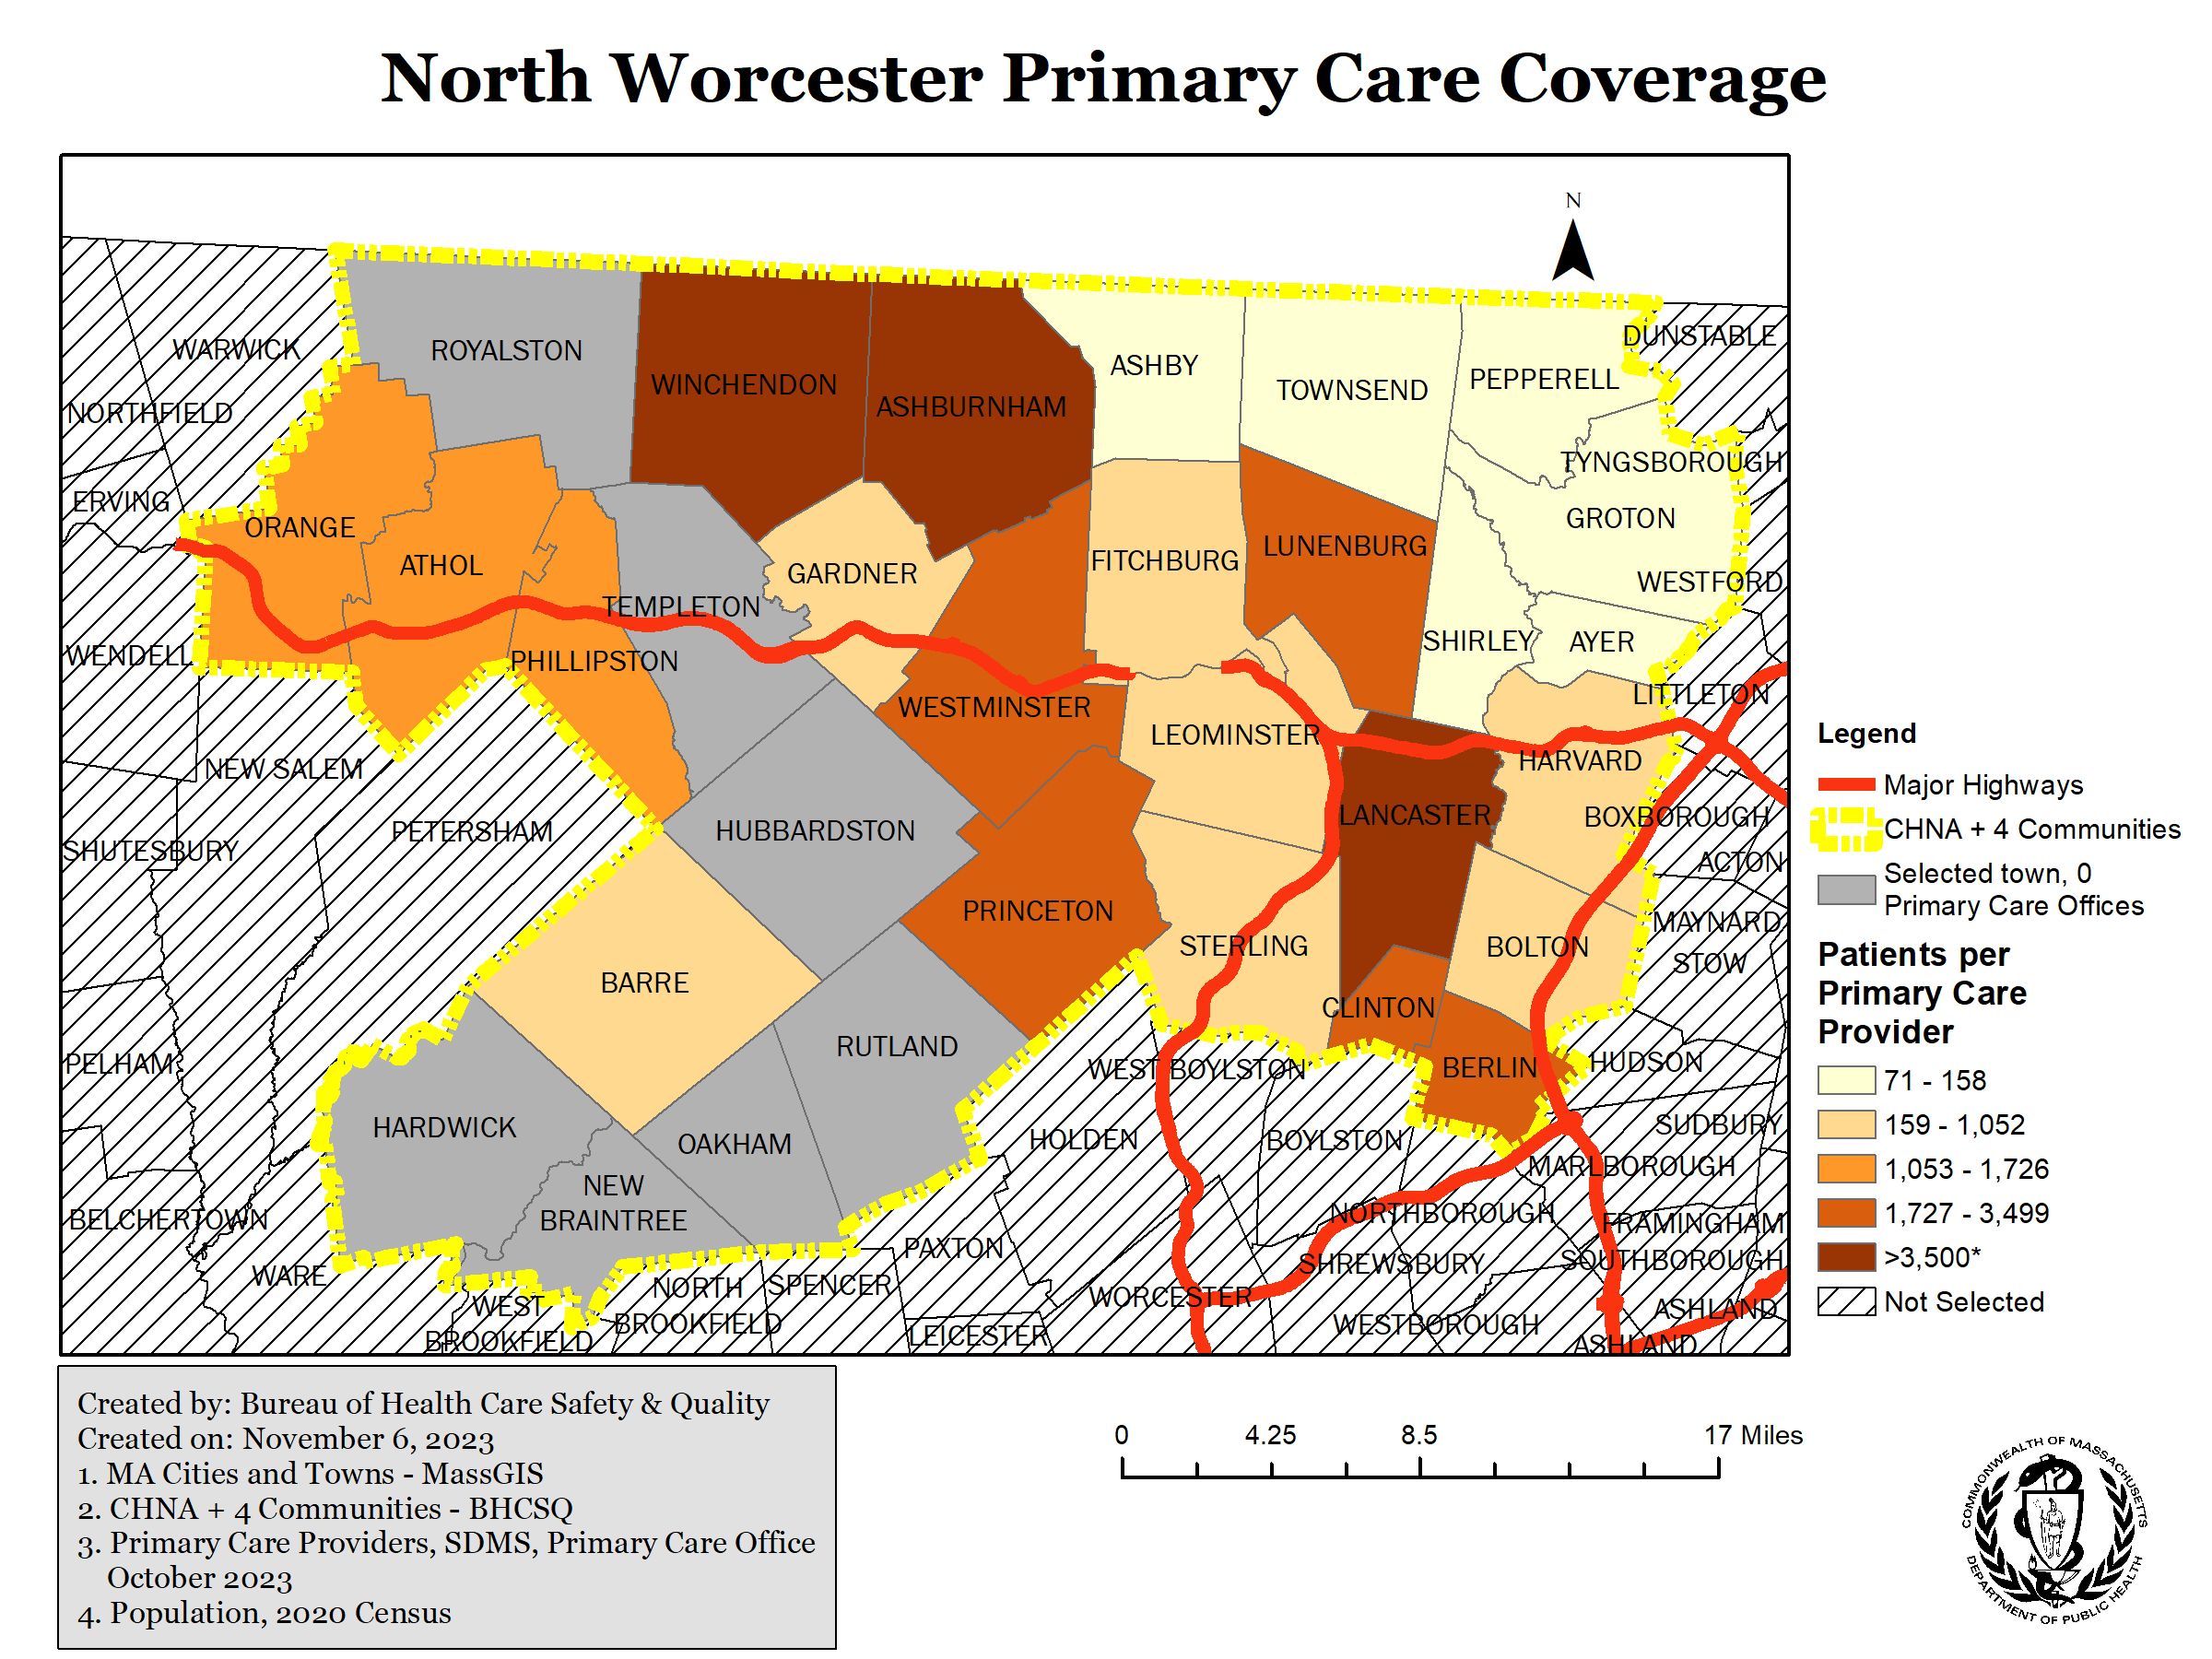 North Worcester Primary Care Coverage
N
WARWICK
ROYALSTON
WINCHENDON
ASHBURNHAM
ASHBY
TOWNSEND
PEPPERELL
DUNSTABLE
NORTHFIELD
TYNGSBOROUGH
ERVING
ORANGE
ATHOL
GARDNER
FITCHBURG
LUNENBURG
GROTON
WESTFORD
TEMPLETON
WENDELL
PHILLIPSTON
SHIRLEY
AYER
LITTLETON
WESTMINSTER
LEOMINSTER
HARVARD
NEW SALEM
SHUTESBURY
PETERSHAM
HUBBARDSTON
LANCASTER
BOXBOROUGH
ACTON
PRINCETON
MAYNARD
STERLING
BOLTON
STOW
BARRE
CLINTON
RUTLAND
PELHAM
WEST BOYLSTON
BERLIN
HUDSON
HARDWICK
OAKHAM
HOLDEN
BOYLSTON
SUDBURY
MARLBOROUGH
NEW
BRAINTREE
BELCHERTOWN
NORTHBOROUGH
FRAMINGHAM
WARE
PAXTON
SHREWSBURY
SOUTHBOROUGH
NORTH
BROOKFIELD
SPENCER
WORCESTER
WEST
BROOKFIELD
LEICESTER
WESTBOROUGH
ASHLAND
ASHLAND
Legend
Major Highways
CHNA + 4 Communities
Selected town, 0
Primary Care Offices
Patients per
Primary Care
Provider
71 - 158
159 - 1,052
1,053 - 1,726
1,727 - 3,499
>3,500*
Not Selected
Created by: Bureau of Health Care Safety & Quality
Created on: November 6, 2023
1. MA Cities and Towns - MassGIS
2. CHNA + 4 Communities - BHCSQ
3. Primary Care Providers, SDMS, Primary Care Office
October 2023
4. Population, 2020 Census
0 4.25 8.5 17 Miles
COMMONWEALTH OF MASSACHUSETTS
DEPARTMENT OF PUBLIC HEALTH